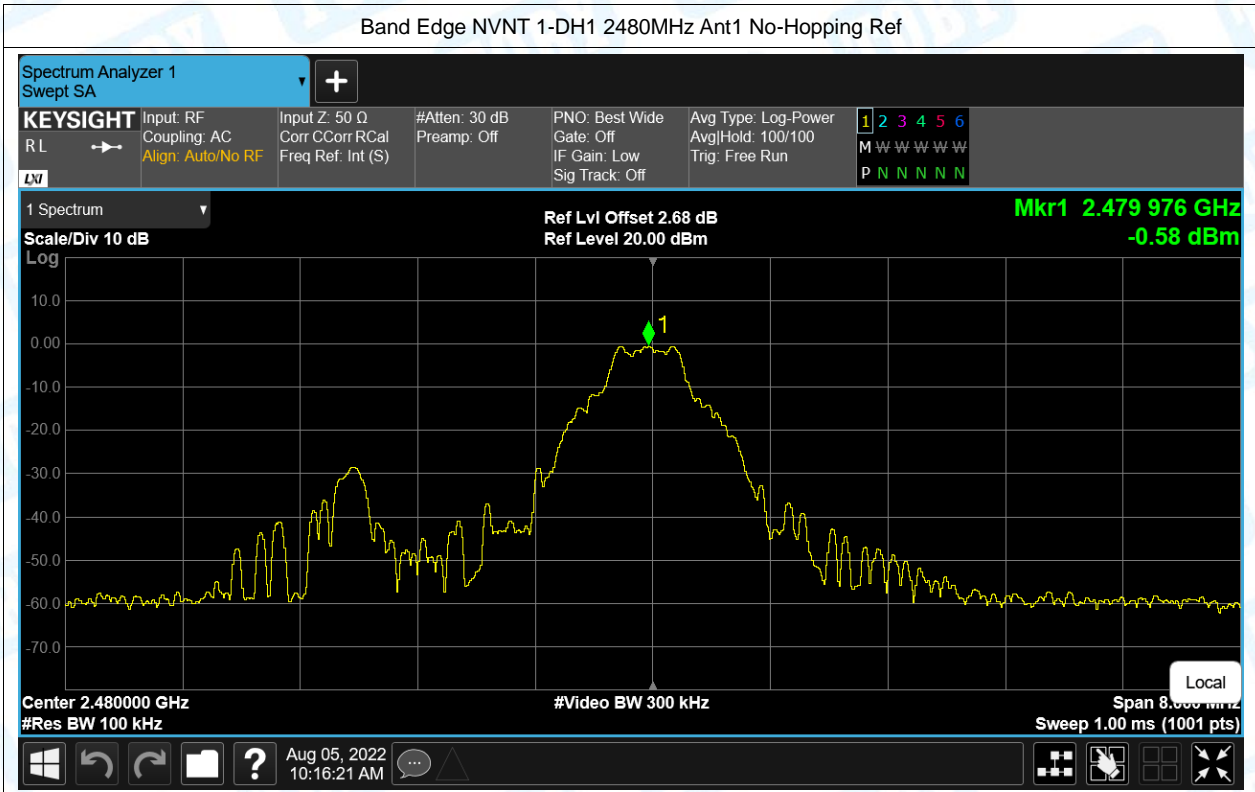 Band Edge NVNT 1-DH1 2480MHz Ant1 No-Hopping Ref
Spectrum Analyzer 1
Swept SA
KEYSIGHT
R L
LXI
Input: RF
Coupling: AC
Align: Auto/No RF
Input Z: 50 Ω
Corr CCorr RCal
Freq Ref: Int (S)
#Atten: 30 dB
Preamp: Off
PNO: Best Wide
Gate: Off
IF Gain: Low
Sig Track: Off
Avg Type: Log-Power
Avg|Hold: 100/100
Trig: Free Run
1 2 3 4 5 6
M W W W W W
P N N N N N
1 Spectrum
Scale/Div 10 dB
Ref Lvl Offset 2.68 dB
Ref Level 20.00 dBm
Mkr1 2.479 976 GHz
-0.58 dBm
Log
10.0
0.00
-10.0
-20.0
-30.0
-40.0
-50.0
-60.0
-70.0
1
Local
Center 2.480000 GHz
#Video BW 300 kHz
Span 8.000 MHz
#Res BW 100 kHz
Sweep 1.00 ms (1001 pts)
?
Aug 05, 2022
10:16:21 AM